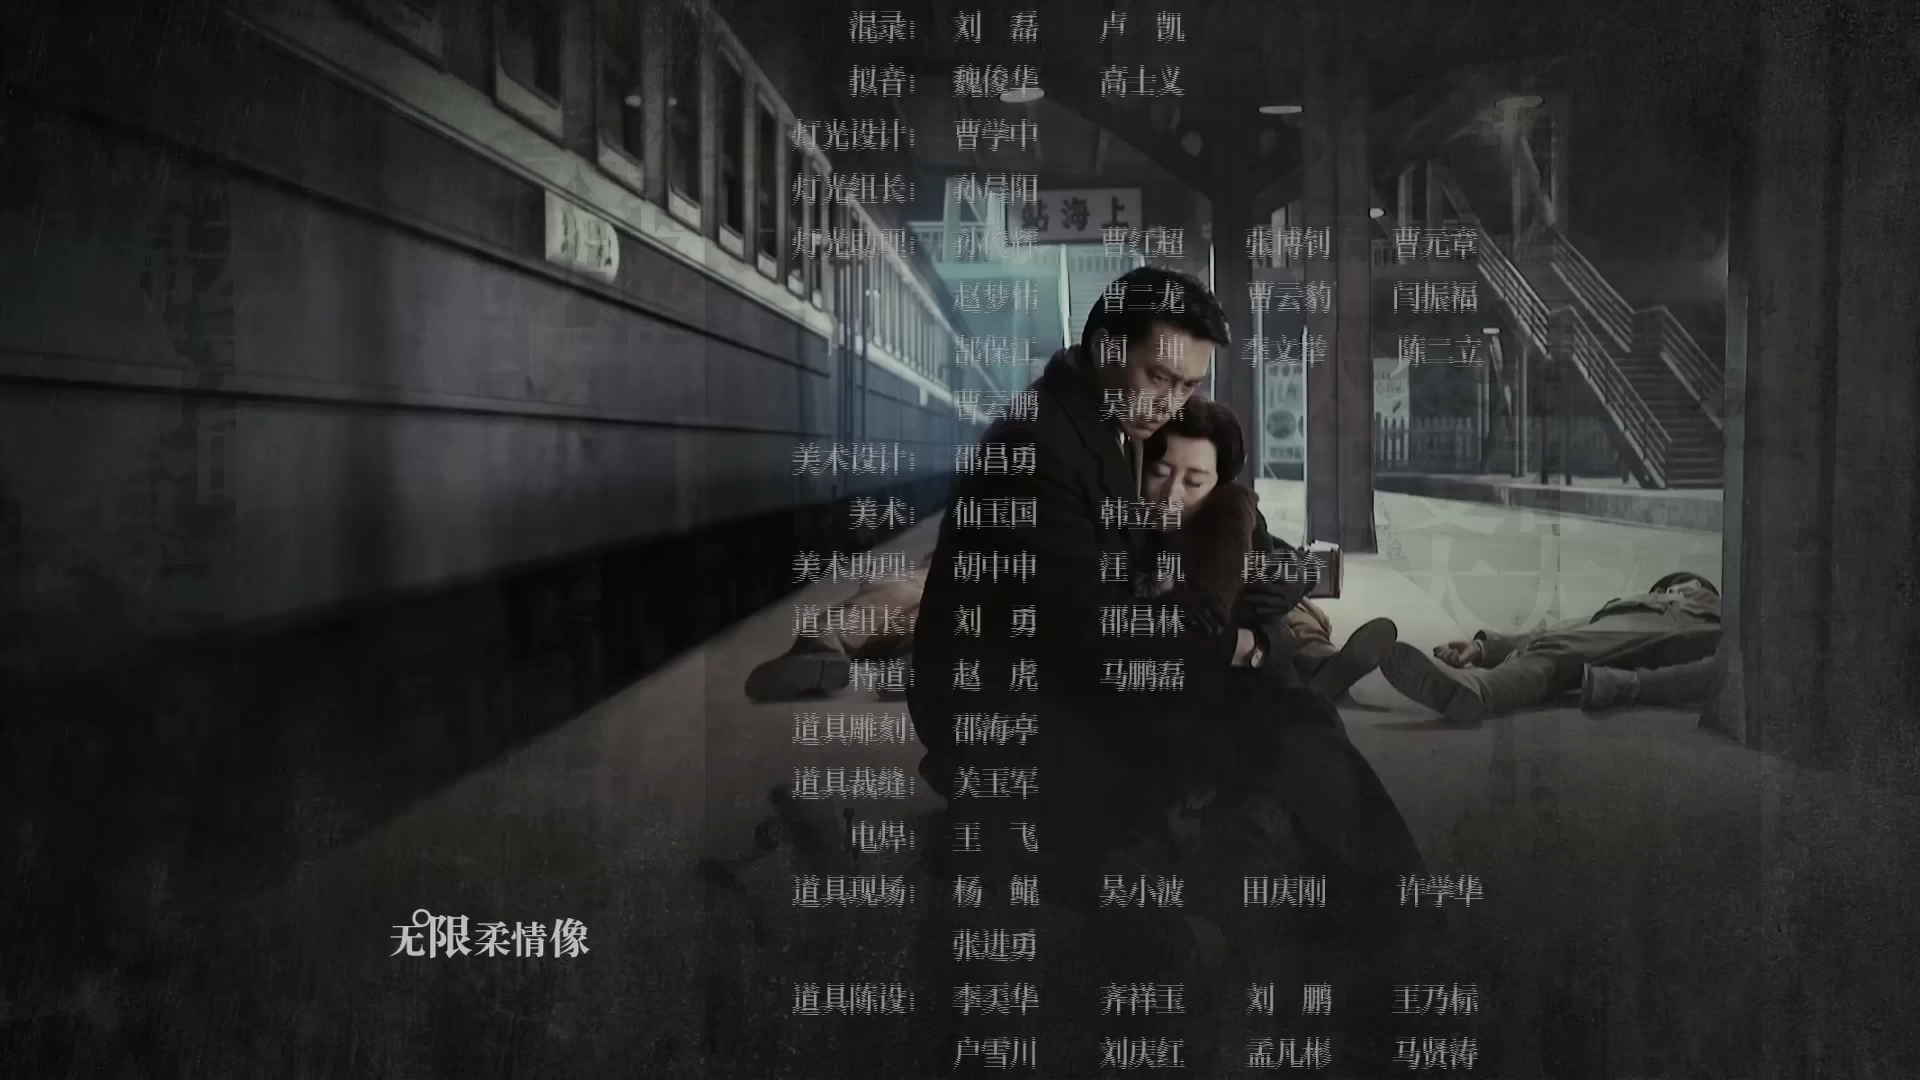 混录: 刘 磊 卢 凯
拟音: 魏俊华 高士义
灯光设计: 曹学中
灯光组长: 孙晨阳
站海上
灯光助理: 孙俊辉 曹红超 张博钊 曹元章
赵梦伟 曹二龙 曹云豹 闫振福
郜保江 阎 坤 李文举 陈二立
曹云鹏 吴海杰
美术设计: 邵昌勇
美术: 仙玉国 韩立省
美术助理: 胡中申 汪 凯 段元合
道具组长: 刘 勇 邵昌林
特道: 赵 虎 马鹏磊
道具雕刻: 邵海亭
道具裁缝: 关玉军
电焊: 王 飞
道具现场: 杨 鲲 吴小波 田庆刚 许学华
无限柔情像
张进勇
道具陈设: 华 齐祥玉 刘 鹏 王乃标
户雪川 刘庆红 孟凡彬 马贤涛